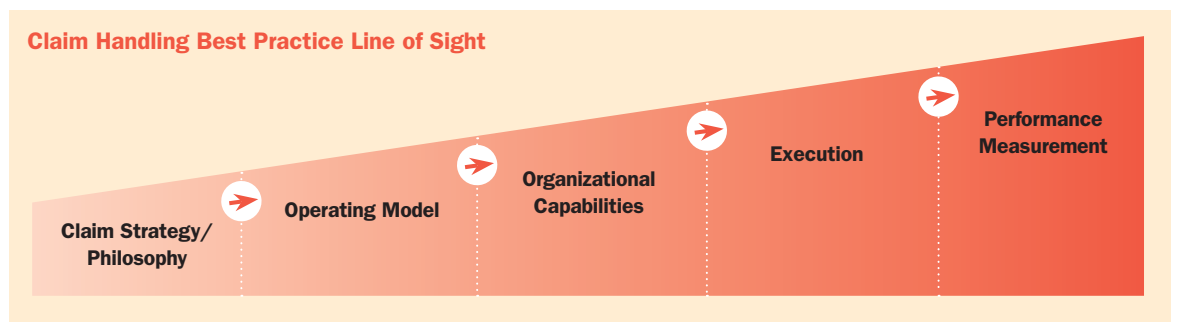 Claim Handling Best Practice Line of Sight
Claim Strategy/
Philosophy
Operating Model
Organizational
Capabilities
Execution
Performance
Measurement